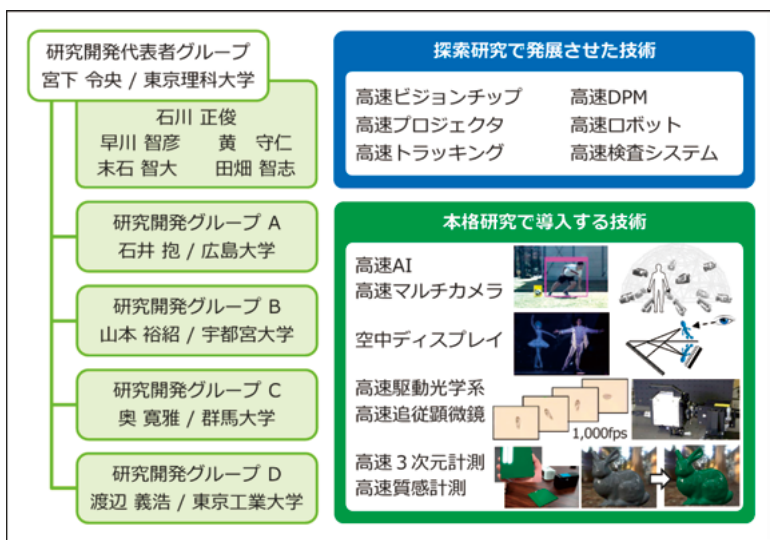 研究開発代表者グループ
宮下 令央 / 東京理科大学
石川 正俊
早川 智彦 黄 守仁
末石 智大 田畑 智志
研究開発グループ A
石井 抱 / 広島大学
研究開発グループ B
山本 裕紹 / 宇都宮大学
研究開発グループ C
奥 寛雅 / 群馬大学
研究開発グループ D
渡辺 義浩 / 東京工業大学
探索研究で発展させた技術
高速ビジョンチップ 高速DPM
高速プロジェクタ 高速ロボット
高速トラッキング 高速検査システム
本格研究で導入する技術
高速AI
高速マルチカメラ
空中ディスプレイ
高速駆動光学系
高速追従顕微鏡
1,000fps
高速３次元計測
高速質感計測